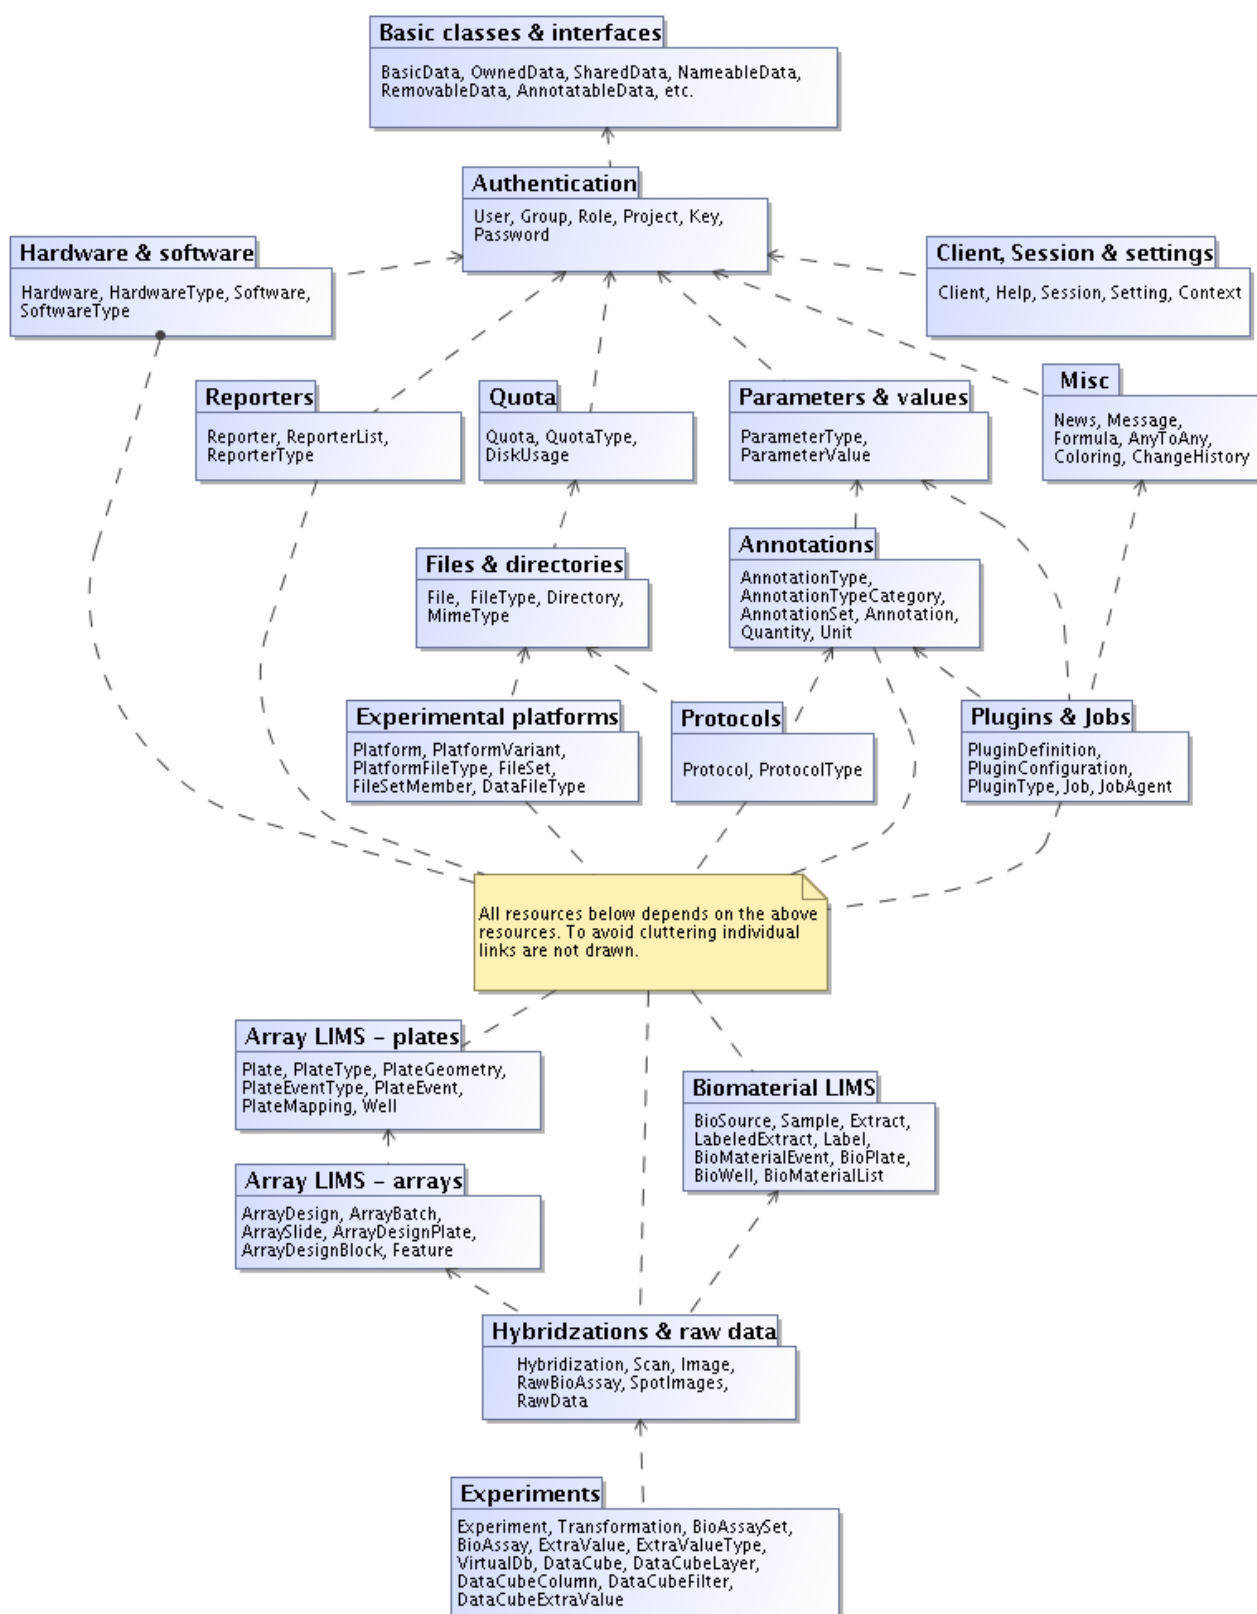 Basic classes & interfaces
BasicData, OwnedData, SharedData, NameableData,
RemovableData, AnnotatableData, etc.
Authentication
User, Group, Role, Project, Key,
Password
Hardware & software
Hardware, HardwareType, Software,
SoftwareType
Client, Session & settings
Client, Help, Session, Setting, Context
Reporters
Reporter, ReporterList,
ReporterType
Quota
Quota, QuotaType,
DiskUsage
Parameters & values
ParameterType,
ParameterValue
Misc
News, Message,
Formula, AnyToAny,
Coloring, ChangeHistory
Files & directories
File, FileType, Directory,
MimeType
Annotations
AnnotationType,
AnnotationTypeCategory,
AnnotationSet, Annotation,
Quantity, Unit
Experimental platforms
Platform, PlatformVariant,
PlatformFileType, FileSet,
FileSetMember, DataFileType
Protocols
Protocol, ProtocolType
Plugins & Jobs
PluginDefinition,
PluginConfiguration,
PluginType, Job, JobAgent
All resources below depends on the above
resources. To avoid cluttering individual
links are not drawn.
Array LIMS – plates
Plate, PlateType, PlateGeometry,
PlateEventType, PlateEvent,
PlateMapping, Well
Biomaterial LIMS
BioSource, Sample, Extract,
LabeledExtract, Label,
BioMaterialEvent, BioPlate,
BioWell, BioMaterialList
Array LIMS – arrays
ArrayDesign, ArrayBatch,
ArraySlide, ArrayDesignPlate,
ArrayDesignBlock, Feature
Hybridzations & raw data
Hybridization, Scan, Image,
RawBioAssay, SpotImages,
RawData
Experiments
Experiment, Transformation, BioAssaySet,
BioAssay, ExtraValue, ExtraValueType,
VirtualDb, DataCube, DataCubeLayer,
DataCubeColumn, DataCubeFilter,
DataCubeExtraValue